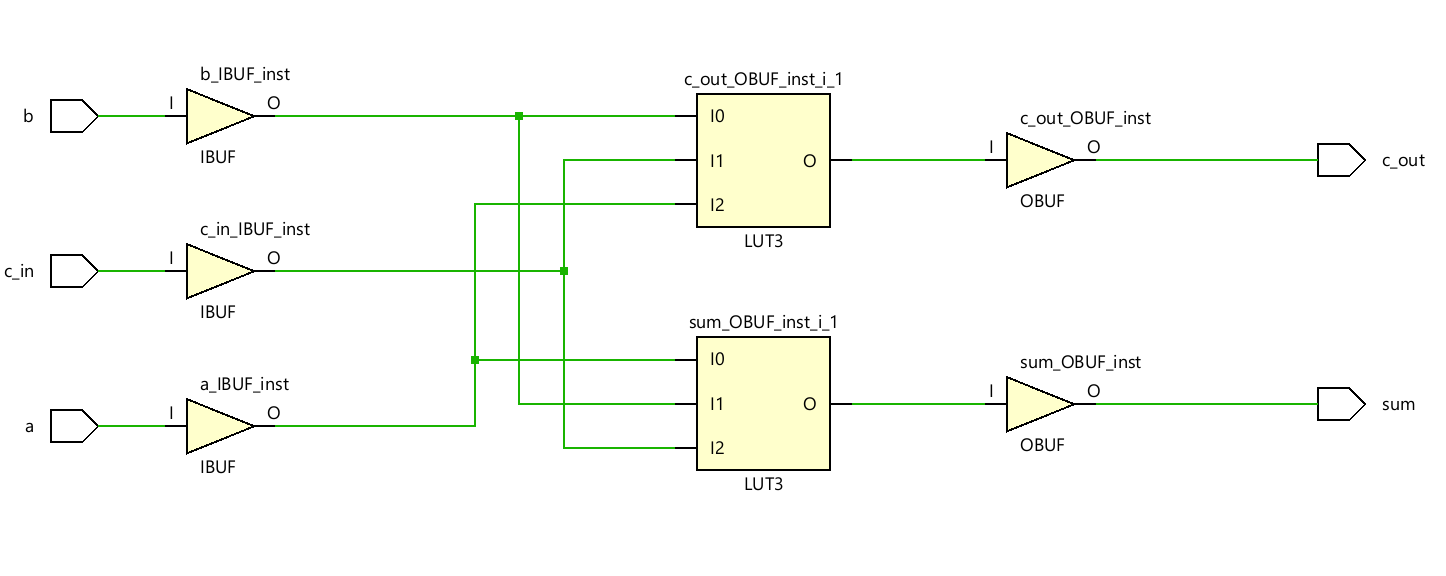 b_IBUF_inst
b
I
O
IBUF
c_in_IBUF_inst
c_in
I
O
IBUF
a_IBUF_inst
a
I
O
IBUF
c_out_OBUF_inst_i_1
I0
I1
I2
O
LUT3
sum_OBUF_inst_i_1
I0
I1
I2
O
LUT3
c_out_OBUF_inst
I
O
OBUF
c_out
sum_OBUF_inst
I
O
OBUF
sum